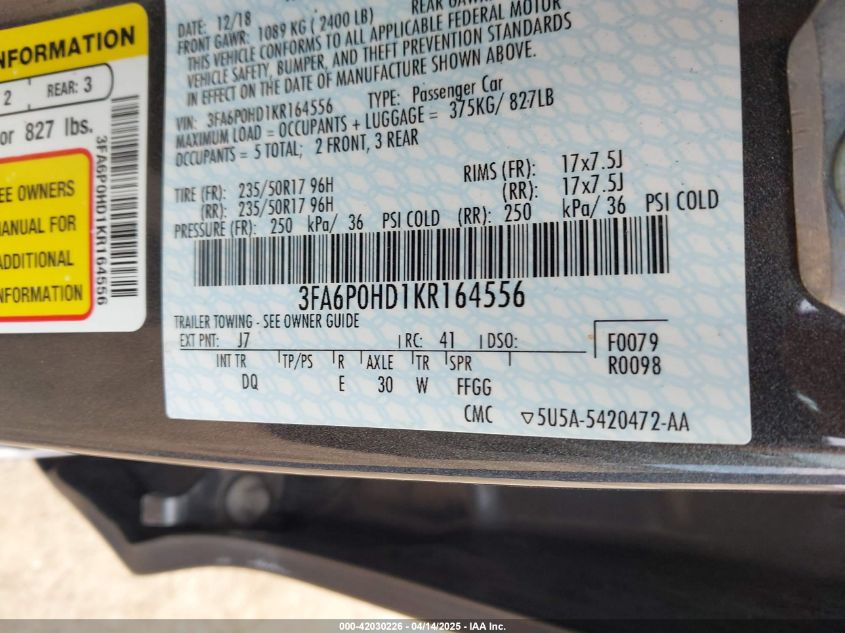 INFORMATION
2 REAR: 3
or 827 lbs.
EE OWNERS
MANUAL FOR
ADDITIONAL
INFORMATION
3FA6P0HD1KR164556
DATE: 12/18
FRONT GAWR: 1089 KG ( 2400 LB) REAR GAWR
THIS VEHICLE CONFORMS TO ALL APPLICABLE FEDERAL MOTOR
VEHICLE SAFETY, BUMPER, AND THEFT PREVENTION STANDARDS
IN EFFECT ON THE DATE OF MANUFACTURE SHOWN ABOVE.
VIN: 3FA6P0HD1KR164556 TYPE: Passenger Car
MAXIMUM LOAD = OCCUPANTS + LUGGAGE = 375KG/ 827LB
OCCUPANTS = 5 TOTAL; 2 FRONT, 3 REAR
RIMS (FR): 17x7.5J
TIRE (FR): 235/50R17 96H (RR): 17x7.5J
(RR): 235/50R17 96H
PRESSURE (FR): 250 kPa/ 36 PSI COLD (RR): 250 kPa/ 36 PSI COLD
3FA6P0HD1KR164556
TRAILER TOWING - SEE OWNER GUIDE
EXT PNT: J7 RC: 41 DSO: F0079
INT TR TP/PS R AXLE TR SPR R0098
DQ E 30 W FFGG
CMC ▽5U5A-5420472-AA
000-42030226 - 04/14/2025 - IAA Inc.